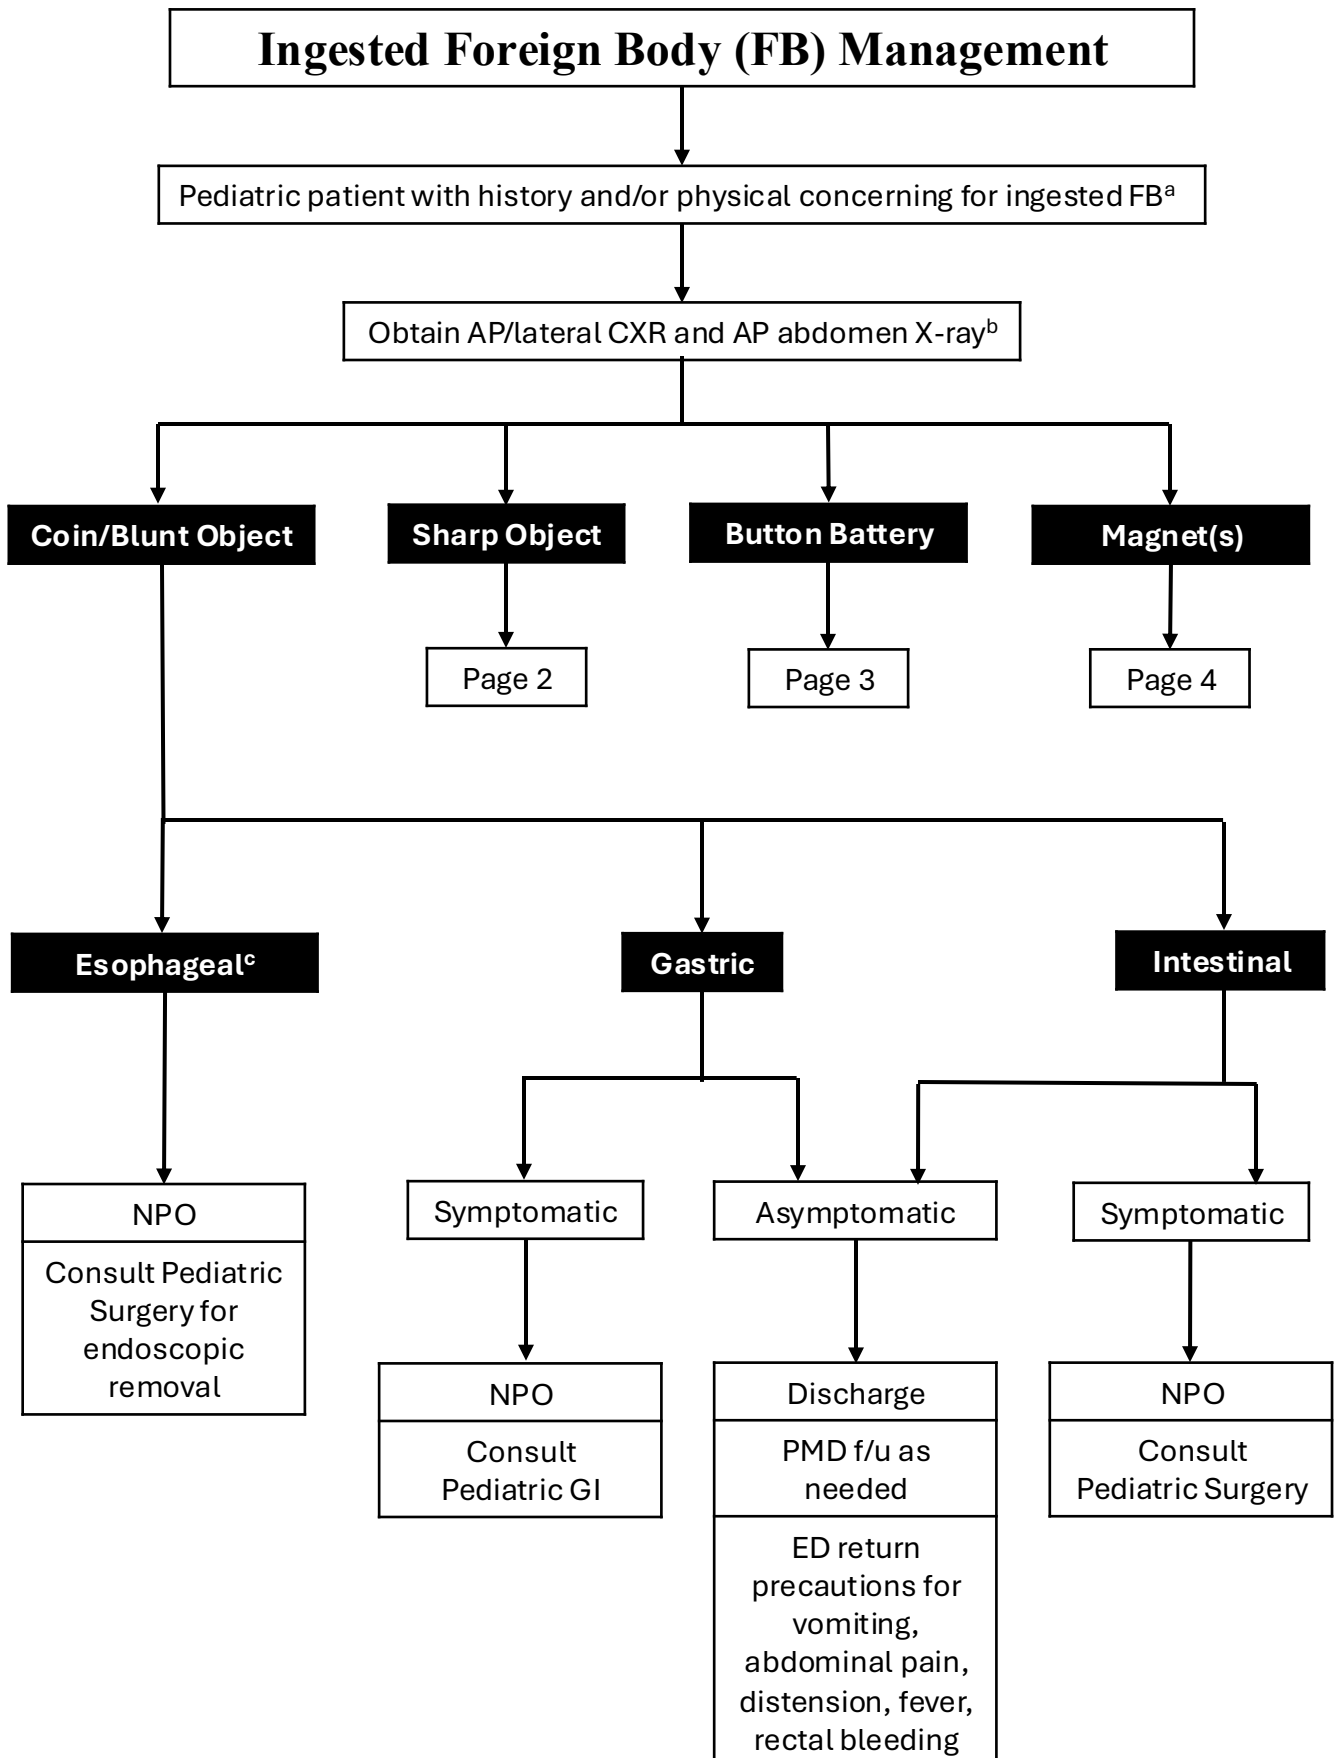 Ingested Foreign Body (FB) Management
Pediatric patient with history and/or physical concerning for ingested FBᵃ
Obtain AP/lateral CXR and AP abdomen X-rayᵇ
Coin/Blunt Object
Sharp Object
Button Battery
Magnet(s)
Page 2
Page 3
Page 4
Esophagealᶜ
Gastric
Intestinal
NPO
Consult Pediatric
Surgery for
endoscopic
removal
Symptomatic
Asymptomatic
Symptomatic
NPO
Consult
Pediatric GI
Discharge
PMD f/u as
needed
ED return
precautions for
vomiting,
abdominal pain,
distension, fever,
rectal bleeding
NPO
Consult
Pediatric Surgery